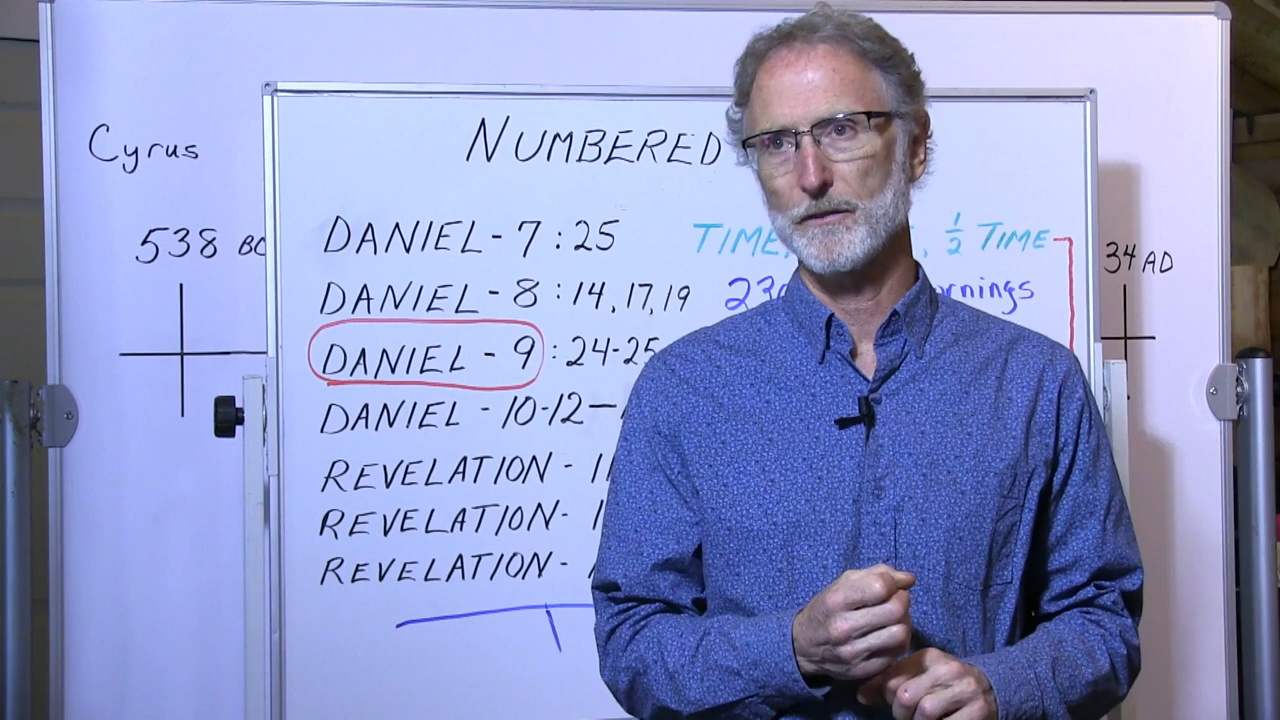 Cyrus
538 BC
NUMBERED
DANIEL - 7 : 25 TIME, , 1/2 TIME
DANIEL - 8 : 14, 17, 19
DANIEL - 9 : 24-25
DANIEL - 10-12 —
REVELATION -
REVELATION -
REVELATION -
34 AD